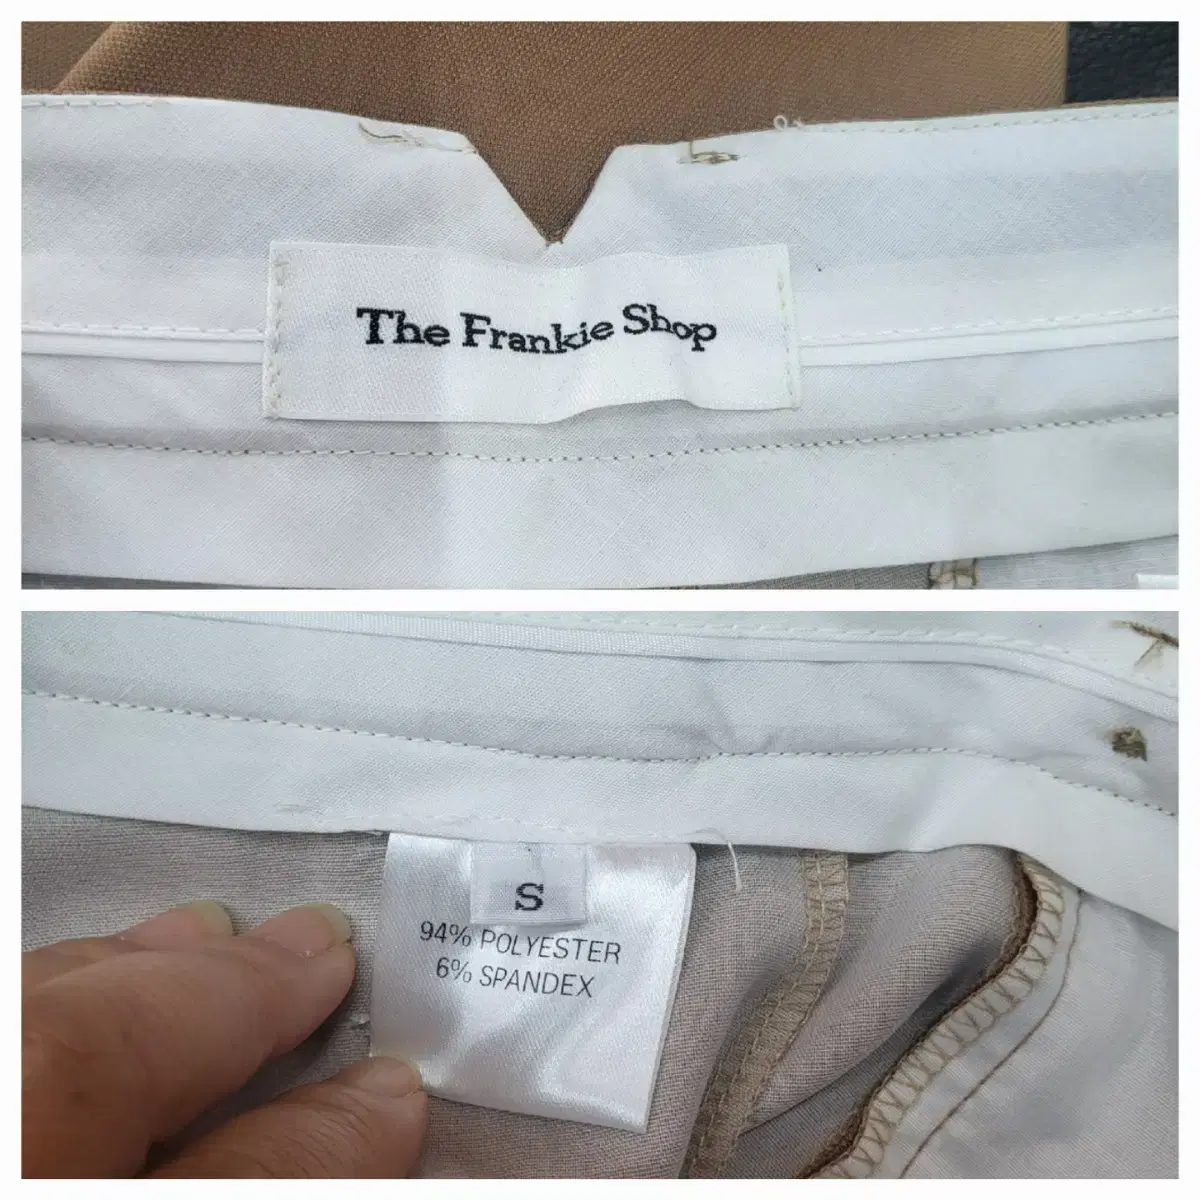 The Frankie Shop
S
94% POLYESTER
6% SPANDEX